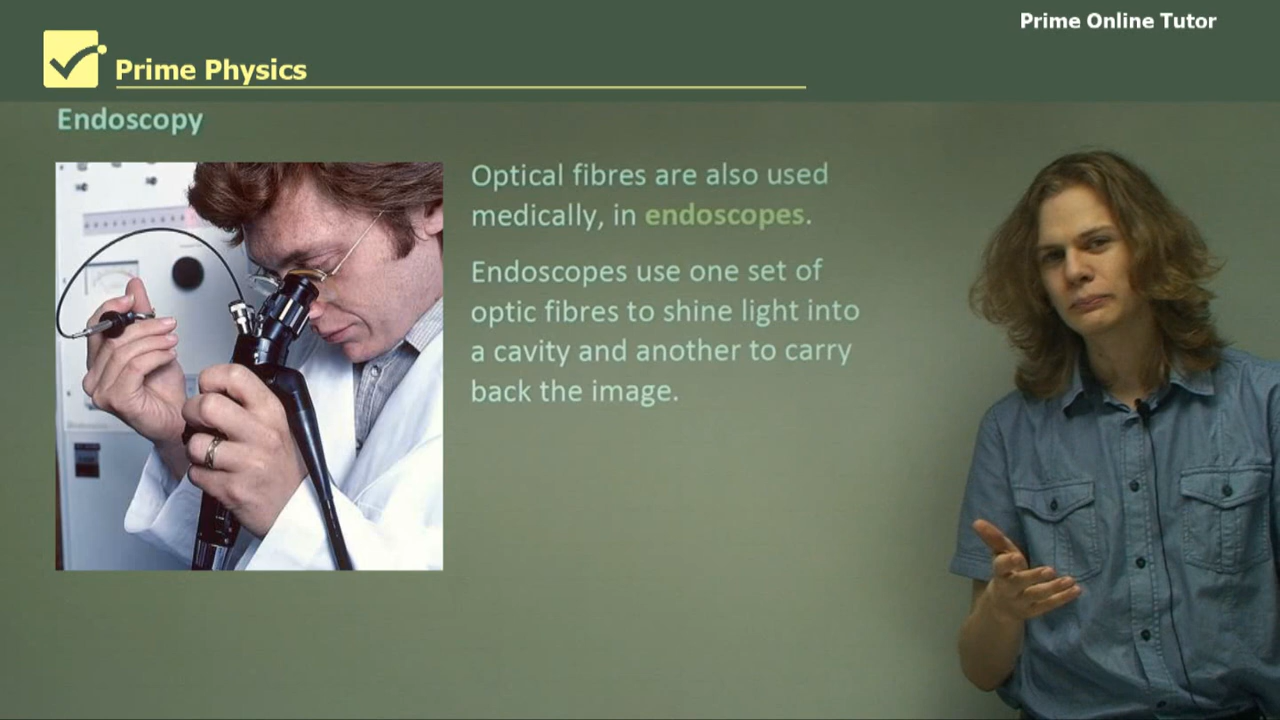 Prime Online Tutor
Prime Physics
Endoscopy
Optical fibres are also used
medically, in endoscopes.
Endoscopes use one set of
optic fibres to shine light into
a cavity and another to carry
back the image.